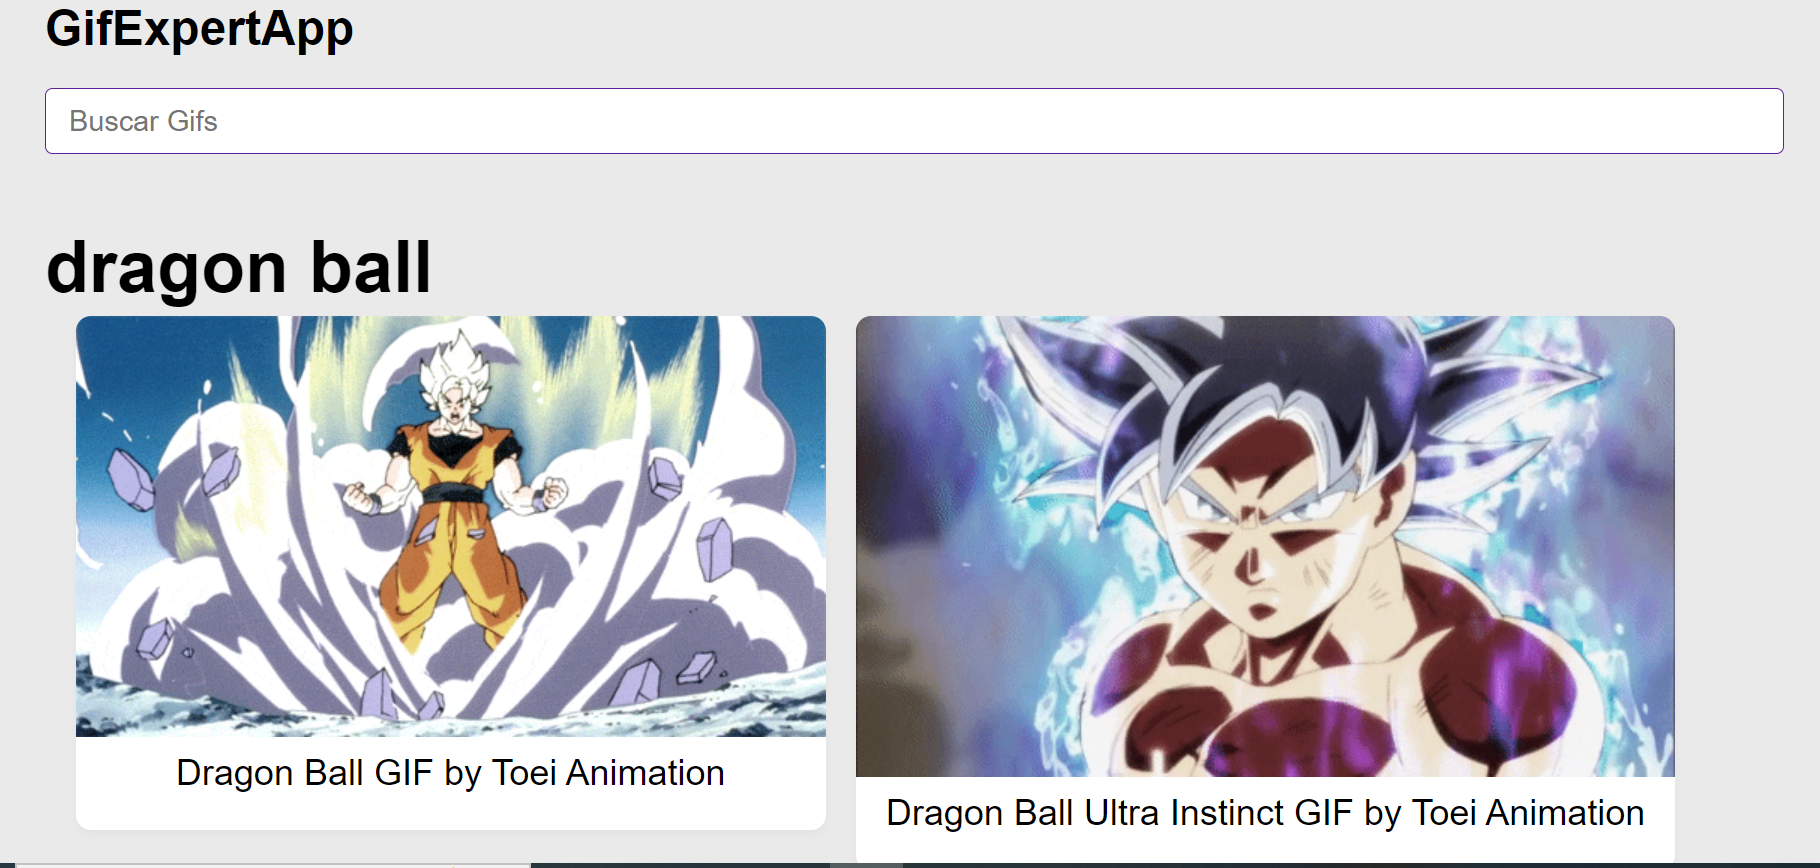 GifExpertApp
Buscar Gifs
dragon ball
Dragon Ball GIF by Toei Animation
Dragon Ball Ultra Instinct GIF by Toei Animation